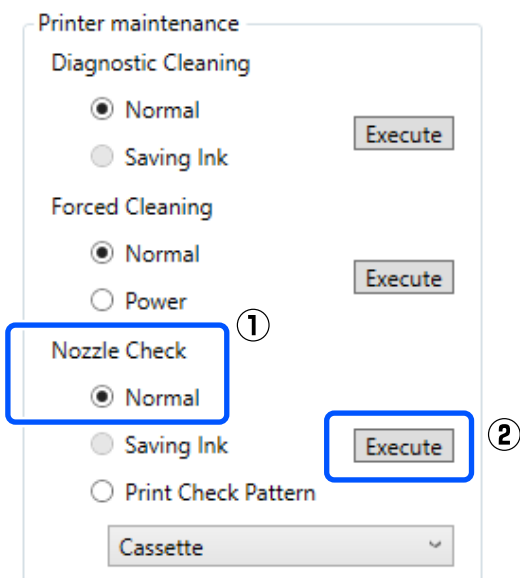 Printer maintenance
Diagnostic Cleaning
Normal
Execute
Saving Ink
Forced Cleaning
Normal
Execute
Power
①
Nozzle Check
Normal
Saving Ink
Execute
②
Print Check Pattern
Cassette